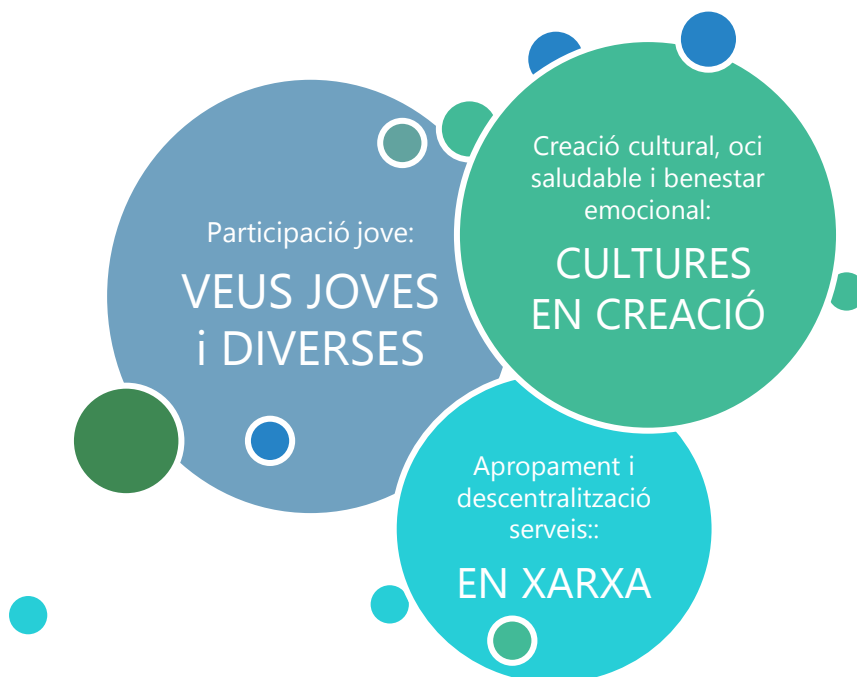 Participació jove:
VEUS JOVES
i DIVERSES
Creació cultural, oci
saludable i benestar
emocional:
CULTURES
EN CREACIÓ
Apropament i
descentralització
serveis::
EN XARXA